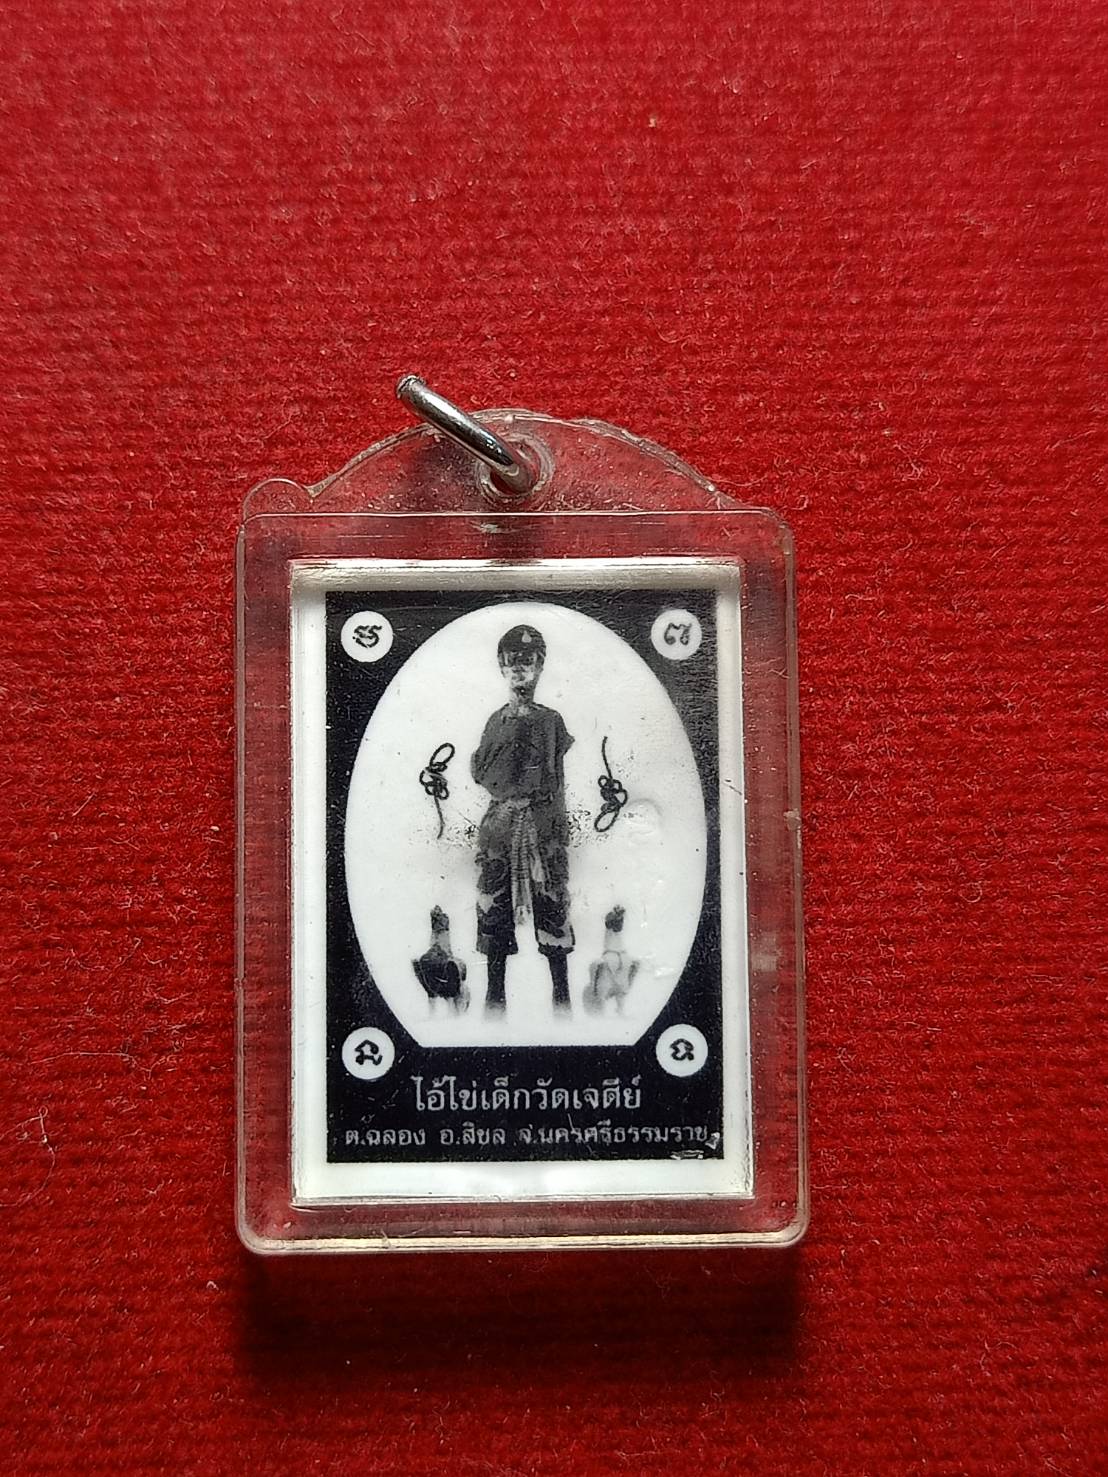 ไอ้ไข่เด็กวัดเจดีย์
ต.ฉลอง อ.สิชล จ.นครศรีธรรมราช